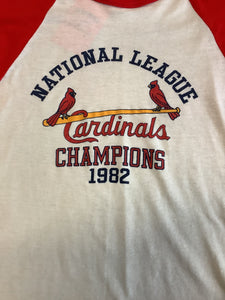 NATIONAL LEAGUE
Cardinals
CHAMPIONS
1982